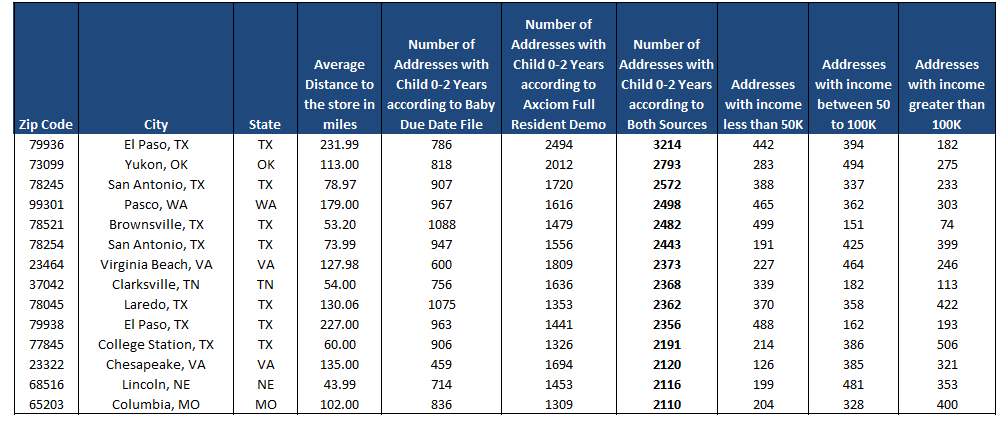 Zip Code | City | State | Average Distance to the store in miles | Number of Addresses with Child 0-2 Years according to Baby Due Date File | Number of Addresses with Child 0-2 Years according to Axciom Full Resident Demo | Number of Addresses with Child 0-2 Years according to Both Sources | Addresses with income less than 50K | Addresses with income between 50 to 100K | Addresses with income greater than 100K
79936 El Paso, TX TX 231.99 786 2494 3214 442 394 182
73099 Yukon, OK OK 113.00 818 2012 2793 283 494 275
78245 San Antonio, TX TX 78.97 907 1720 2572 388 337 233
99301 Pasco, WA WA 179.00 967 1616 2498 465 362 303
78521 Brownsville, TX TX 53.20 1088 1479 2482 499 151 74
78254 San Antonio, TX TX 73.99 947 1556 2443 191 425 399
23464 Virginia Beach, VA VA 127.98 600 1809 2373 227 464 246
37042 Clarksville, TN TN 54.00 756 1636 2368 339 182 113
78045 Laredo, TX TX 130.06 1075 1353 2362 370 358 422
79938 El Paso, TX TX 227.00 963 1441 2356 488 162 193
77845 College Station, TX TX 60.00 906 1326 2191 214 386 506
23322 Chesapeake, VA VA 135.00 459 1694 2120 126 385 321
68516 Lincoln, NE NE 43.99 714 1453 2116 199 481 353
65203 Columbia, MO MO 102.00 836 1309 2110 204 328 400